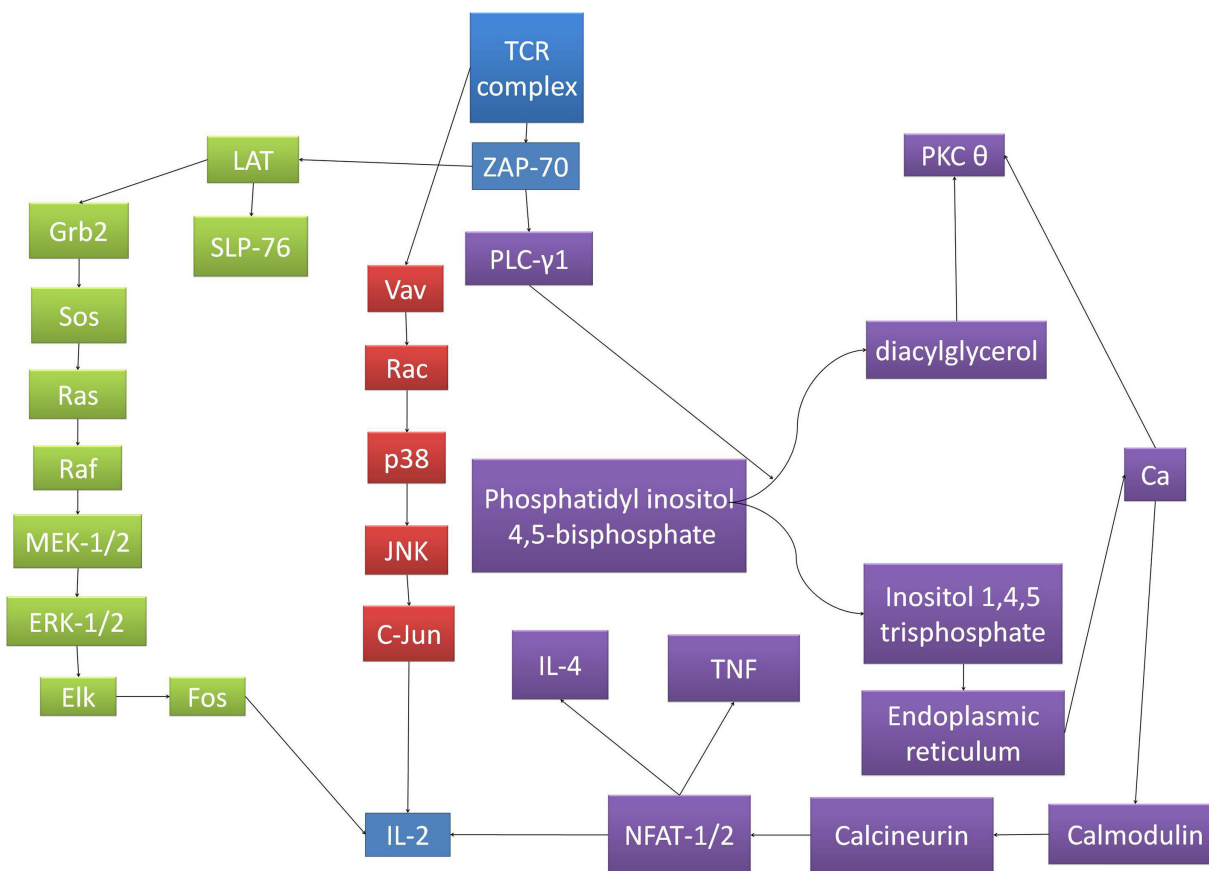 TCR
complex
ZAP-70
LAT
PKC θ
Grb2
SLP-76
PLC-γ1
Vav
Sos
diacylglycerol
Rac
Ras
Raf
p38
Phosphatidyl inositol
4,5-bisphosphate
Ca
MEK-1/2
JNK
Inositol 1,4,5
trisphosphate
ERK-1/2
C-Jun
IL-4
TNF
Elk
Fos
Endoplasmic
reticulum
IL-2
NFAT-1/2
Calcineurin
Calmodulin